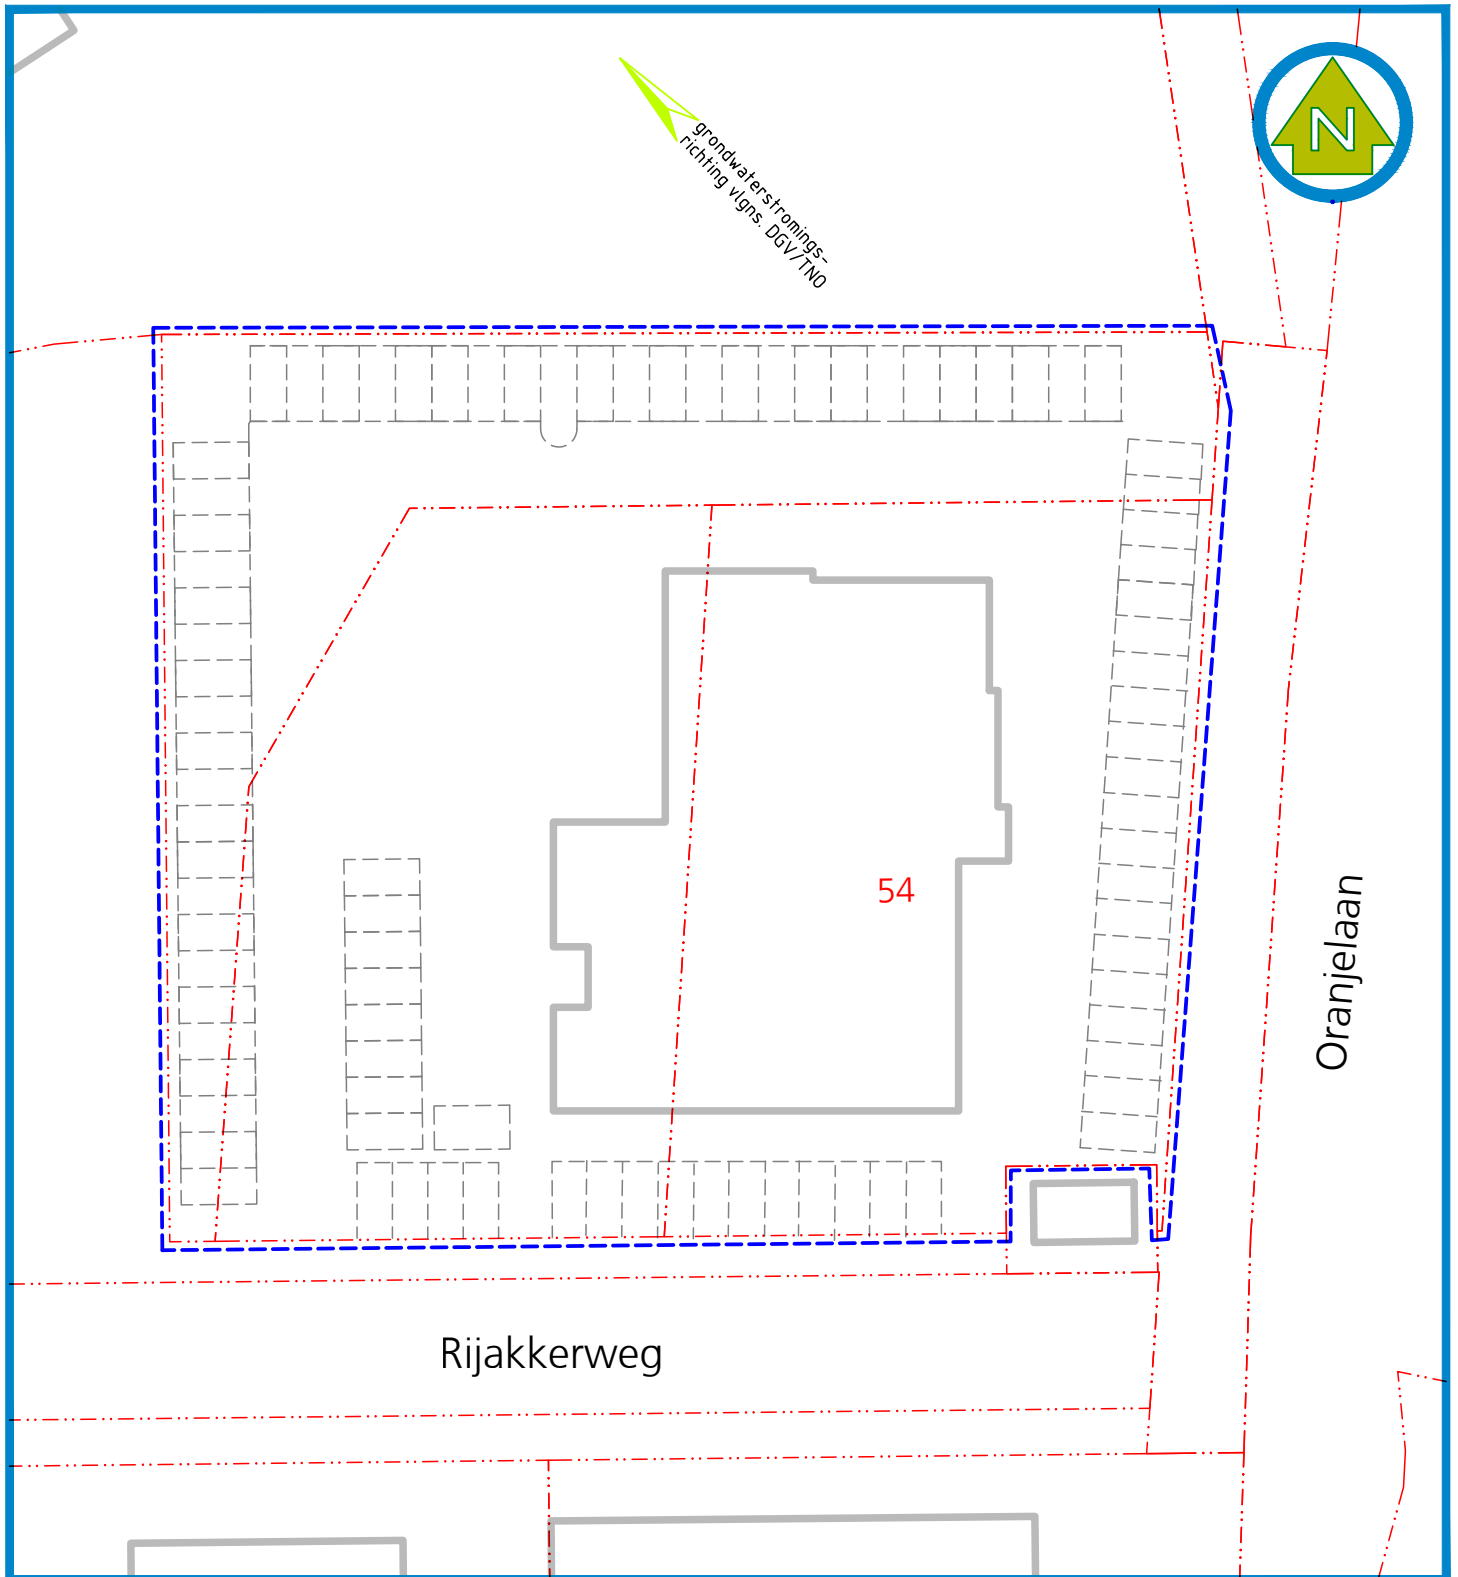 N
grondwaterstromings-
richting vlgns. DGV/TNO
54
Oranjelaan
Rijakkerweg